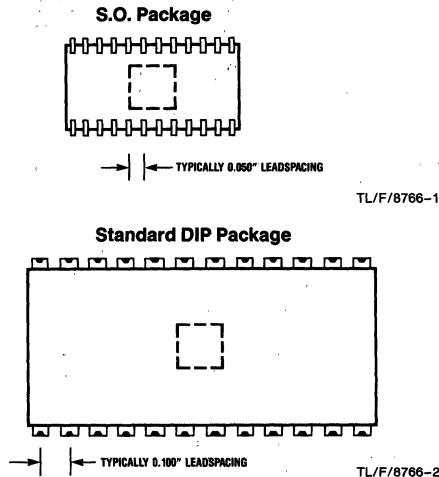 S.O. Package
TYPICALLY 0.050" LEADSPACING
TL/F/8766-1
Standard DIP Package
TYPICALLY 0.100" LEADSPACING
TL/F/8766-2